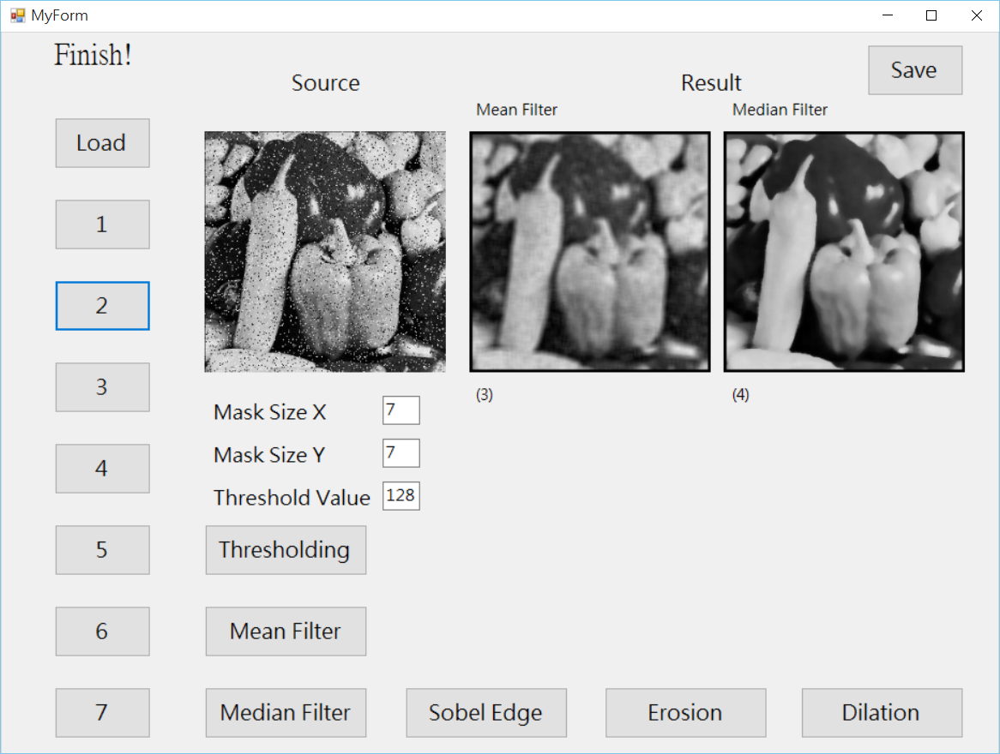 MyForm
Finish!
Source
Result
Save
Mean Filter
Median Filter
Load
1
2
3
4
5
6
7
(3)
(4)
Mask Size X
7
Mask Size Y
7
Threshold Value
128
Thresholding
Mean Filter
Median Filter
Sobel Edge
Erosion
Dilation